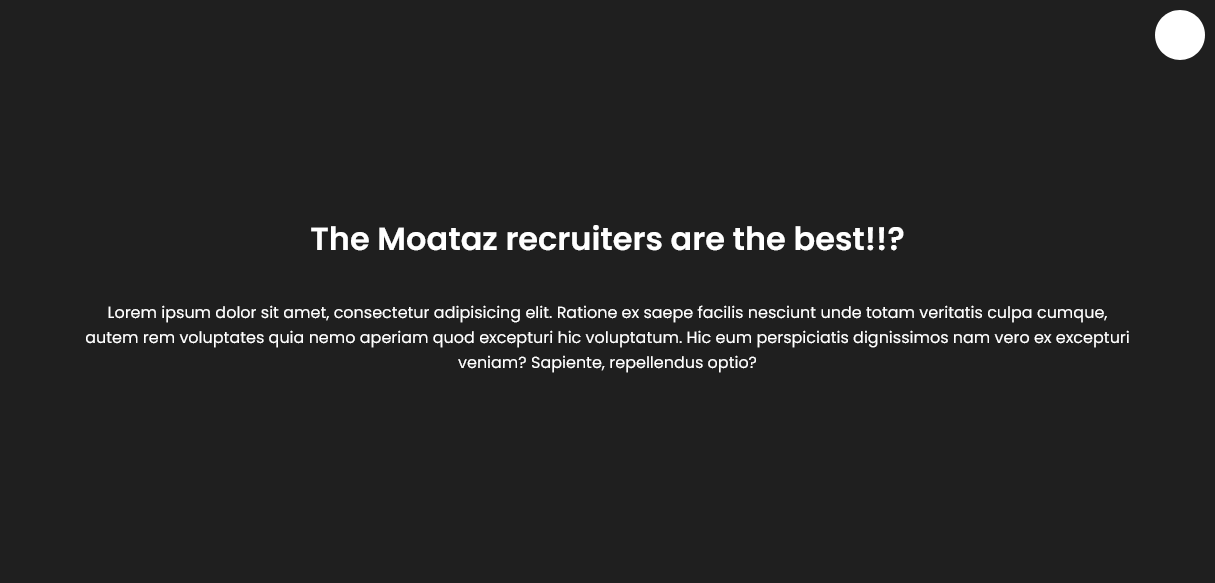 The Moataz recruiters are the best!!?
Lorem ipsum dolor sit amet, consectetur adipisicing elit. Ratione ex saepe facilis nesciunt unde totam veritatis culpa cumque,
autem rem voluptates quia nemo aperiam quod excepturi hic voluptatum. Hic eum perspiciatis dignissimos nam vero ex excepturi
veniam? Sapiente, repellendus optio?